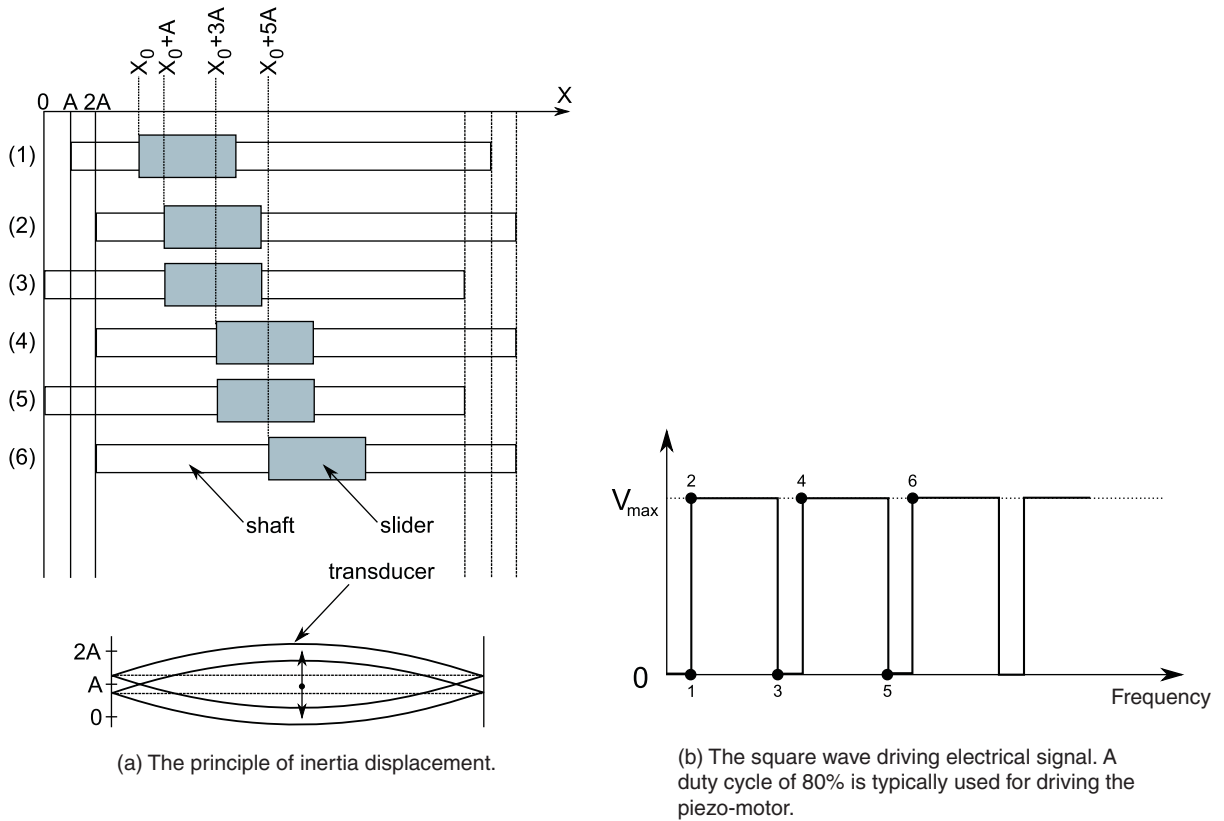 X₀
X₀+A
X₀+3A
X₀+5A
0 A 2A
X
(1)
(2)
(3)
(4)
(5)
(6)
shaft
slider
transducer
2A
A
0
(a) The principle of inertia displacement.
2
4
6
Vmax
0
1
3
5
Frequency
(b) The square wave driving electrical signal. A
duty cycle of 80% is typically used for driving the
piezo-motor.